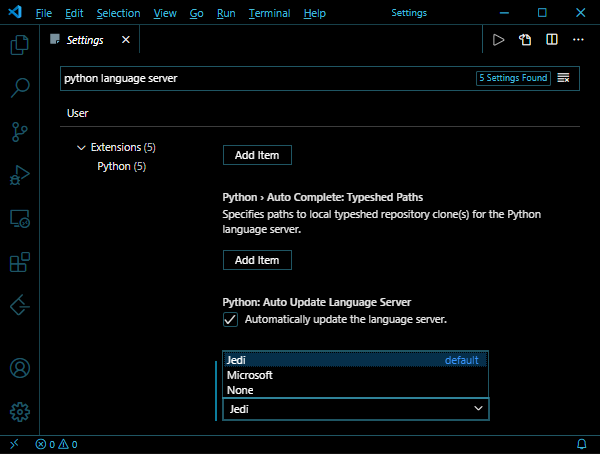 File Edit Selection View Go Run Terminal Help Settings
Settings
python language server 5 Settings Found
User
Extensions (5)
Python (5)
Add Item
Python › Auto Complete: Typeshed Paths
Specifies paths to local typeshed repository clone(s) for the Python
language server.
Add Item
Python: Auto Update Language Server
Automatically update the language server.
Jedi default
Microsoft
None
Jedi
0 0